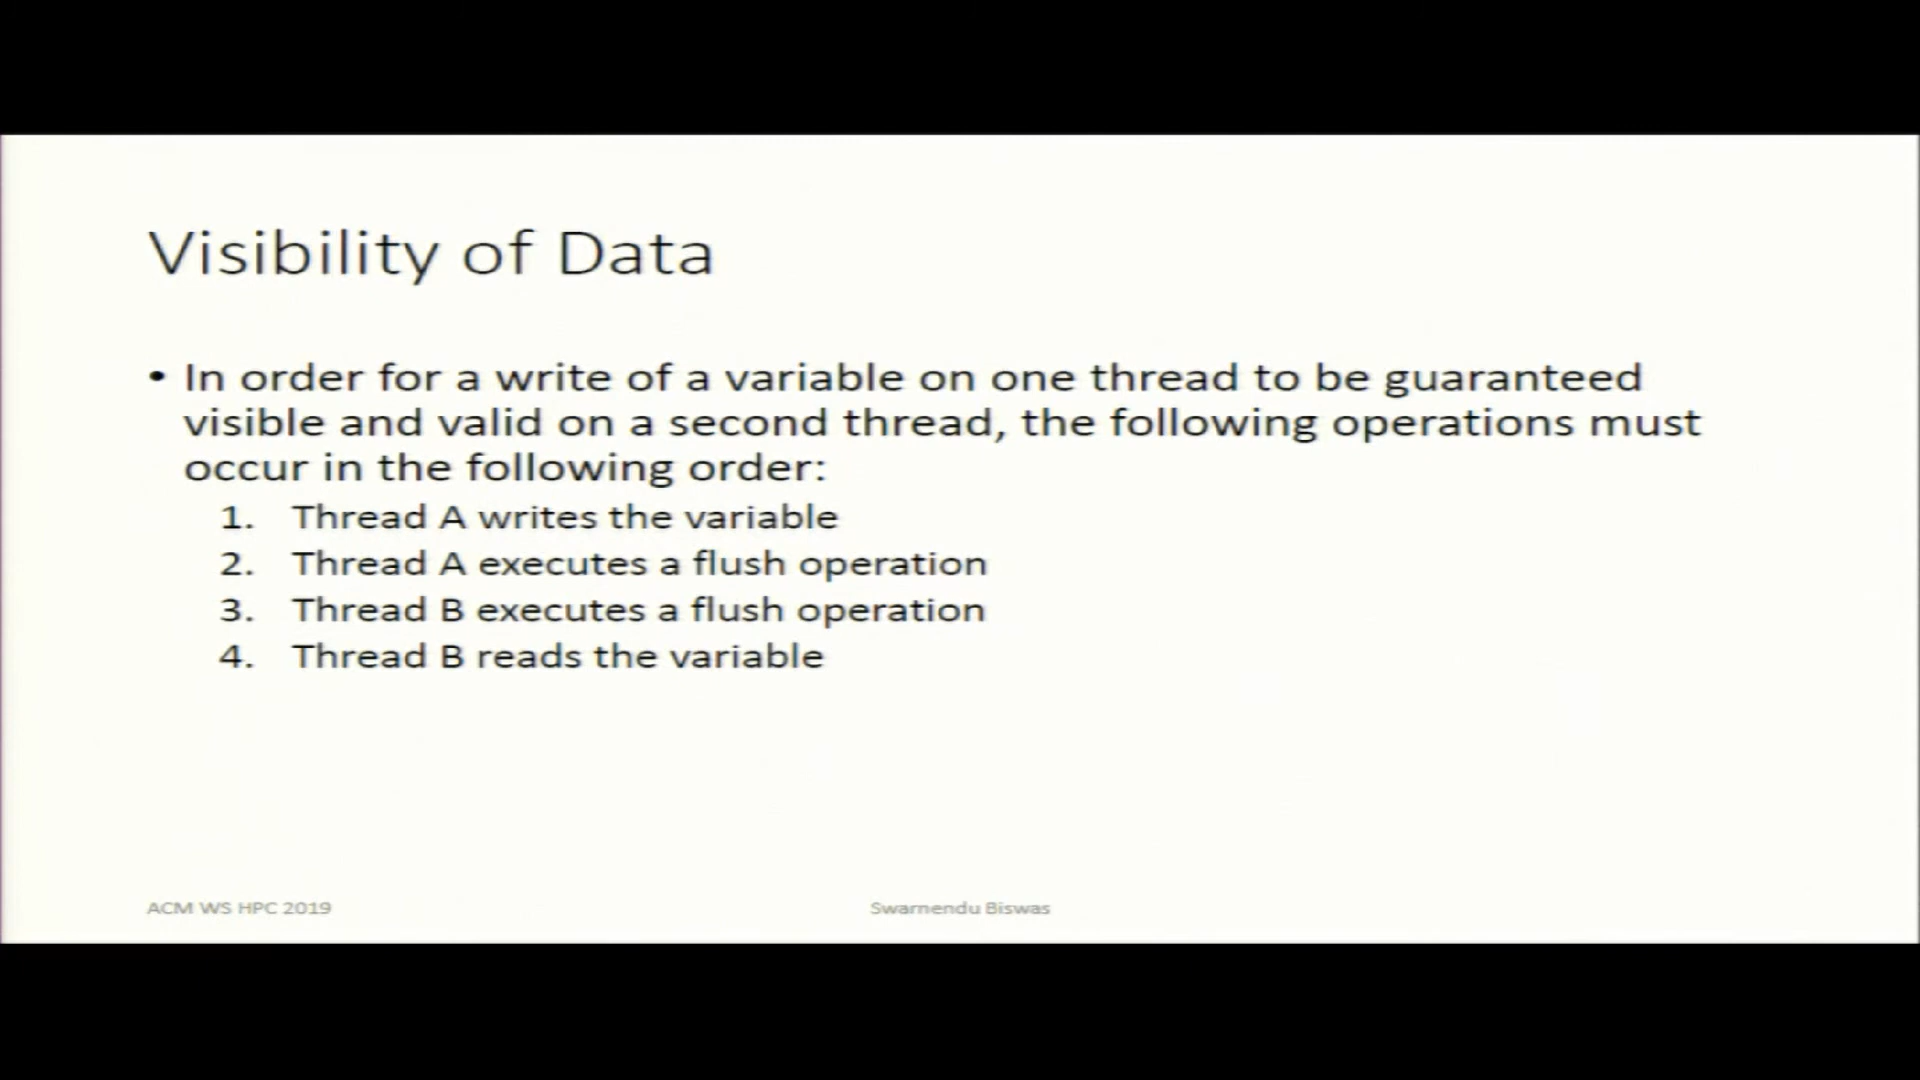 Visibility of Data
• In order for a write of a variable on one thread to be guaranteed
visible and valid on a second thread, the following operations must
occur in the following order:
1. Thread A writes the variable
2. Thread A executes a flush operation
3. Thread B executes a flush operation
4. Thread B reads the variable
ACM WS HPC 2019
Swarnendu Biswas